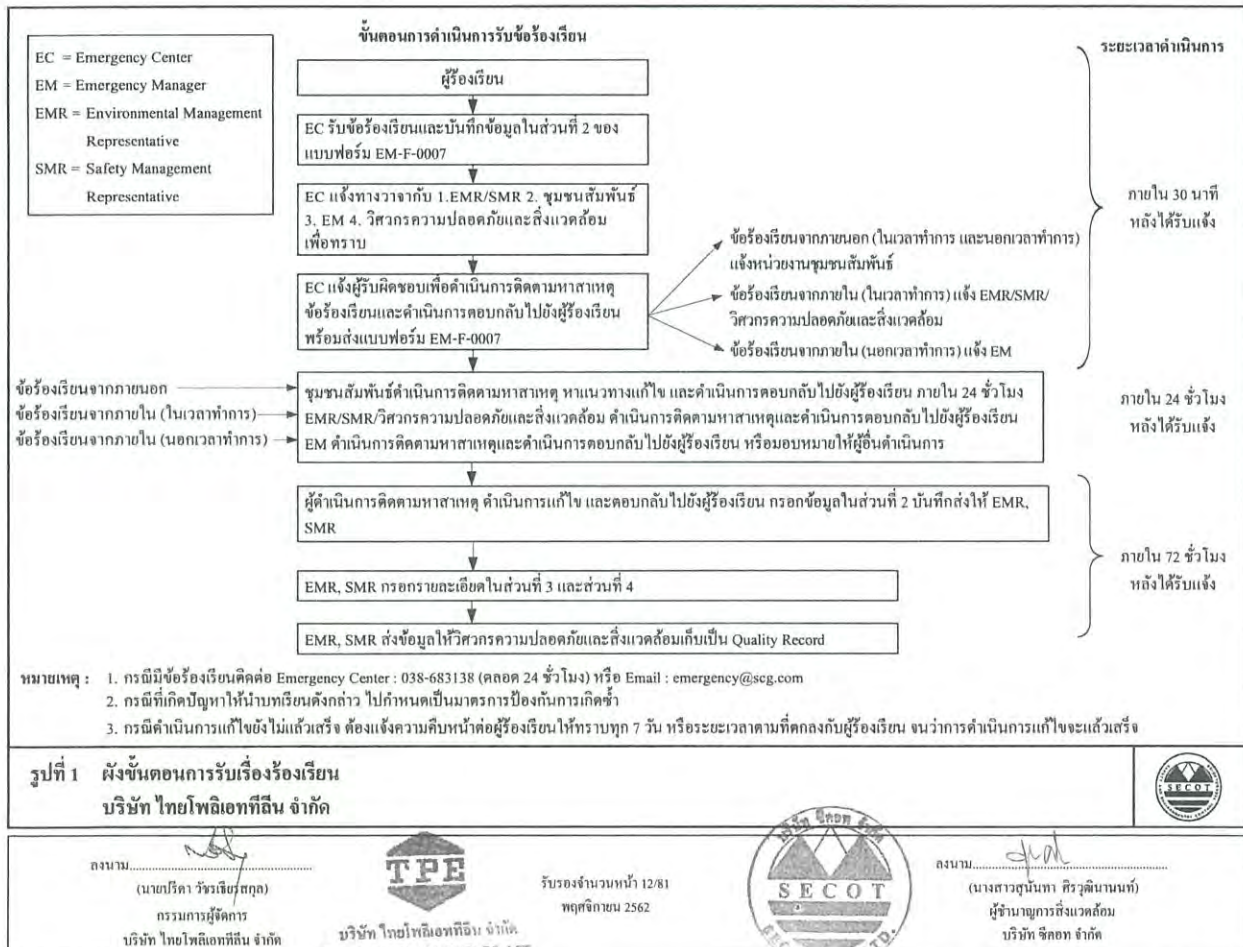 EC = Emergency Center
EM = Emergency Manager
EMR = Environmental Management
Representative
SMR = Safety Management
Representative
ขั้นตอนการดำเนินการรับข้อร้องเรียน
ระยะเวลาดำเนินการ
ผู้ร้องเรียน
EC รับข้อร้องเรียนและบันทึกข้อมูลในส่วนที่ 2 ของ
แบบฟอร์ม EM-F-0007
EC แจ้งทางวาจากับ 1.EMR/SMR 2. ชุมชนสัมพันธ์
3. EM 4. วิศวกรความปลอดภัยและสิ่งแวดล้อม
เพื่อทราบ
ภายใน 30 นาที
หลังได้รับแจ้ง
EC แจ้งผู้รับผิดชอบเพื่อดำเนินการติดตามหาสาเหตุ
ข้อร้องเรียนและดำเนินการตอบกลับไปยังผู้ร้องเรียน
พร้อมส่งแบบฟอร์ม EM-F-0007
ข้อร้องเรียนจากภายนอก (ในเวลาทำการ และนอกเวลาทำการ)
แจ้งหน่วยงานชุมชนสัมพันธ์
ข้อร้องเรียนจากภายใน (ในเวลาทำการ) แจ้ง EMR/SMR/
วิศวกรความปลอดภัยและสิ่งแวดล้อม
ข้อร้องเรียนจากภายใน (นอกเวลาทำการ) แจ้ง EM
ข้อร้องเรียนจากภายนอก
ข้อร้องเรียนจากภายใน (ในเวลาทำการ)
ข้อร้องเรียนจากภายใน (นอกเวลาทำการ)
ชุมชนสัมพันธ์ดำเนินการติดตามหาสาเหตุ หาแนวทางแก้ไข และดำเนินการตอบกลับไปยังผู้ร้องเรียน ภายใน 24 ชั่วโมง
EMR/SMR/วิศวกรความปลอดภัยและสิ่งแวดล้อม ดำเนินการติดตามหาสาเหตุและดำเนินการตอบกลับไปยังผู้ร้องเรียน
EM ดำเนินการติดตามหาสาเหตุและดำเนินการตอบกลับไปยังผู้ร้องเรียน หรือมอบหมายให้ผู้อื่นดำเนินการ
ภายใน 24 ชั่วโมง
หลังได้รับแจ้ง
ผู้ดำเนินการติดตามหาสาเหตุ ดำเนินการแก้ไข และตอบกลับไปยังผู้ร้องเรียน กรอกข้อมูลในส่วนที่ 2 บันทึกส่งให้ EMR,
SMR
ภายใน 72 ชั่วโมง
หลังได้รับแจ้ง
EMR, SMR กรอกรายละเอียดในส่วนที่ 3 และส่วนที่ 4
EMR, SMR ส่งข้อมูลให้วิศวกรความปลอดภัยและสิ่งแวดล้อมเก็บเป็น Quality Record
หมายเหตุ : 1. กรณีมีข้อร้องเรียนติดต่อ Emergency Center : 038-683138 (ตลอด 24 ชั่วโมง) หรือ Email : emergency@scg.com
2. กรณีที่เกิดปัญหาให้นำบทเรียนดังกล่าว ไปกำหนดเป็นมาตรการป้องกันการเกิดซ้ำ
3. กรณีดำเนินการแก้ไขยังไม่แล้วเสร็จ ต้องแจ้งความคืบหน้าต่อผู้ร้องเรียนให้ทราบทุก 7 วัน หรือระยะเวลาตามที่ตกลงกับผู้ร้องเรียน จนว่าการดำเนินการแก้ไขจะแล้วเสร็จ
รูปที่ 1 ผังขั้นตอนการรับเรื่องร้องเรียน
บริษัท ไทยโพลิเอททีลีน จำกัด
SECOT
ลงนาม
(นายปรีดา วัชรเธียรสกุล)
กรรมการผู้จัดการ
บริษัท ไทยโพลิเอททีลีน จำกัด
TPE
บริษัท ไทยโพลิเอททีลีน จำกัด
รับรองจำนวนหน้า 12/81
พฤศจิกายน 2562
บริษัท ซีคอท จำกัด
SECOT
ลงนาม
(นางสาวสุนันทา ศิรวุฒินานนท์)
ผู้ชำนาญการสิ่งแวดล้อม
บริษัท ซีคอท จำกัด